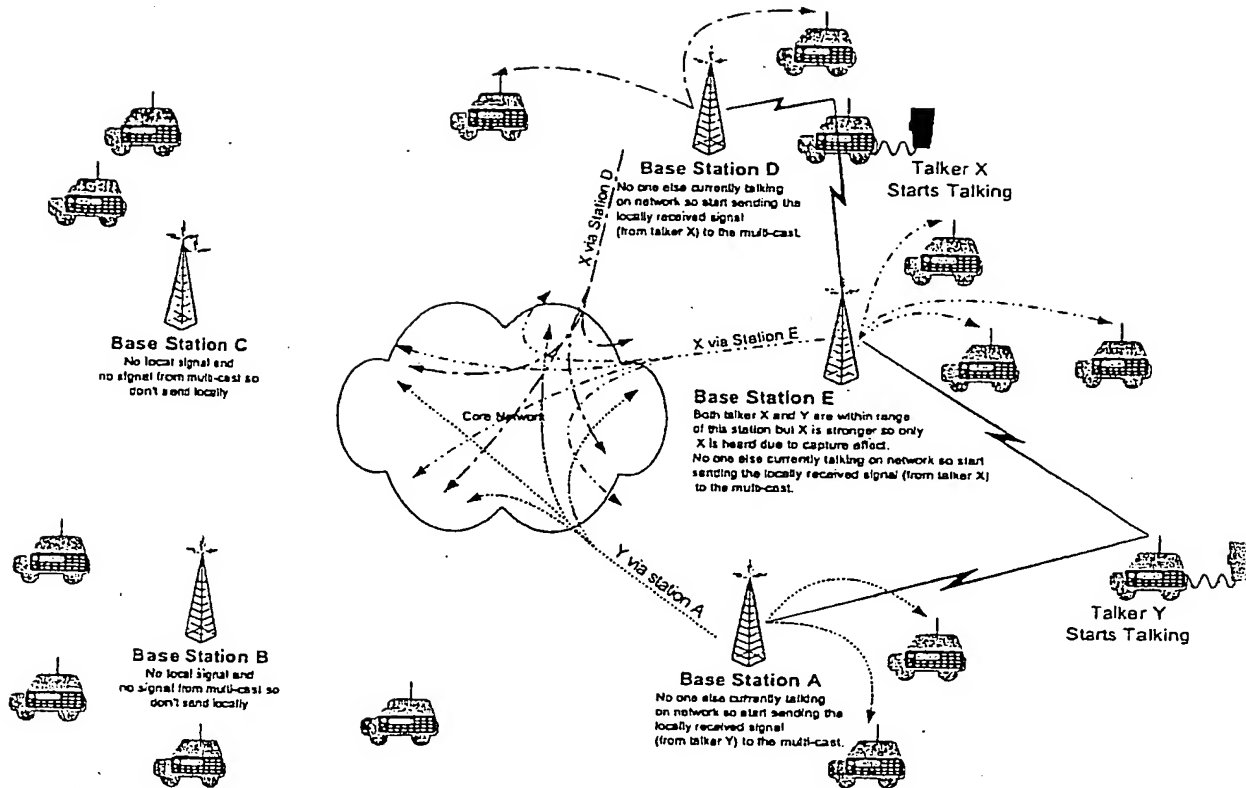 Base Station D
No one else currently talking
on network so start sending the
locally received signal
(from talker X) to the multi-cast.
Talker X
Starts Talking
X via Station D
Base Station C
No local signal and
no signal from multi-cast so
don't send locally
X via Station E
Core Network
Base Station E
Both talker X and Y are within range
of this station but X is stronger so only
X is heard due to capture effect.
No one else currently talking on network so start
sending the locally received signal (from talker X)
to the multi-cast.
Y via station A
Talker Y
Starts Talking
Base Station B
No local signal and
no signal from multi-cast so
don't send locally
Base Station A
No one else currently talking
on network so start sending the
locally received signal
(from talker Y) to the multi-cast.